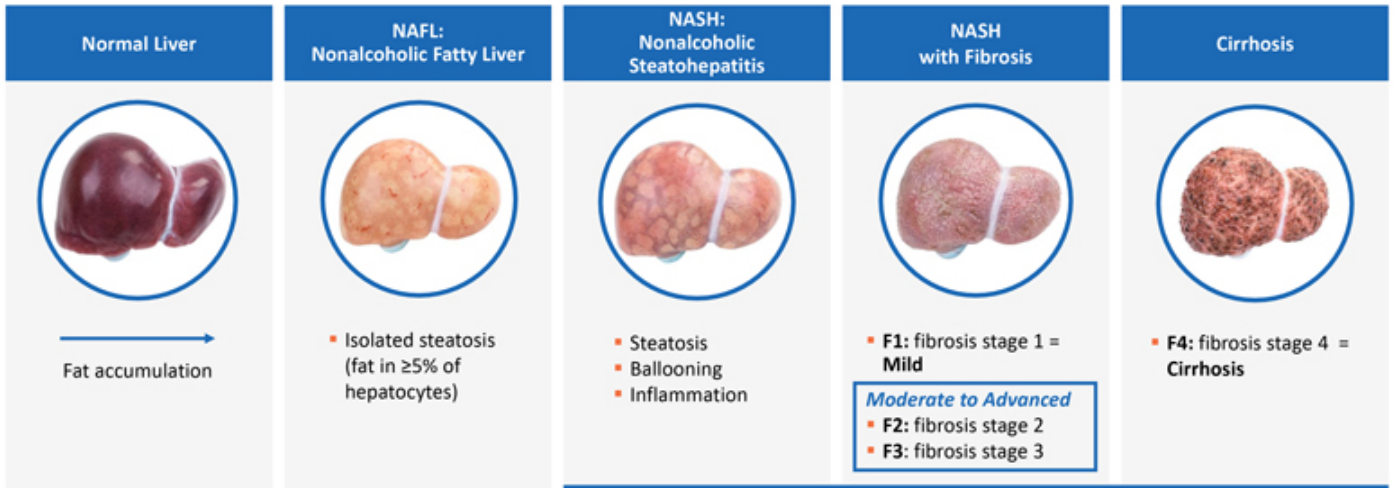 Normal Liver
NAFL:
Nonalcoholic Fatty Liver
NASH:
Nonalcoholic
Steatohepatitis
NASH
with Fibrosis
Cirrhosis
Fat accumulation
▪ Isolated steatosis
(fat in ≥5% of
hepatocytes)
▪ Steatosis
▪ Ballooning
▪ Inflammation
▪ F1: fibrosis stage 1 =
Mild
Moderate to Advanced
▪ F2: fibrosis stage 2
▪ F3: fibrosis stage 3
▪ F4: fibrosis stage 4 =
Cirrhosis